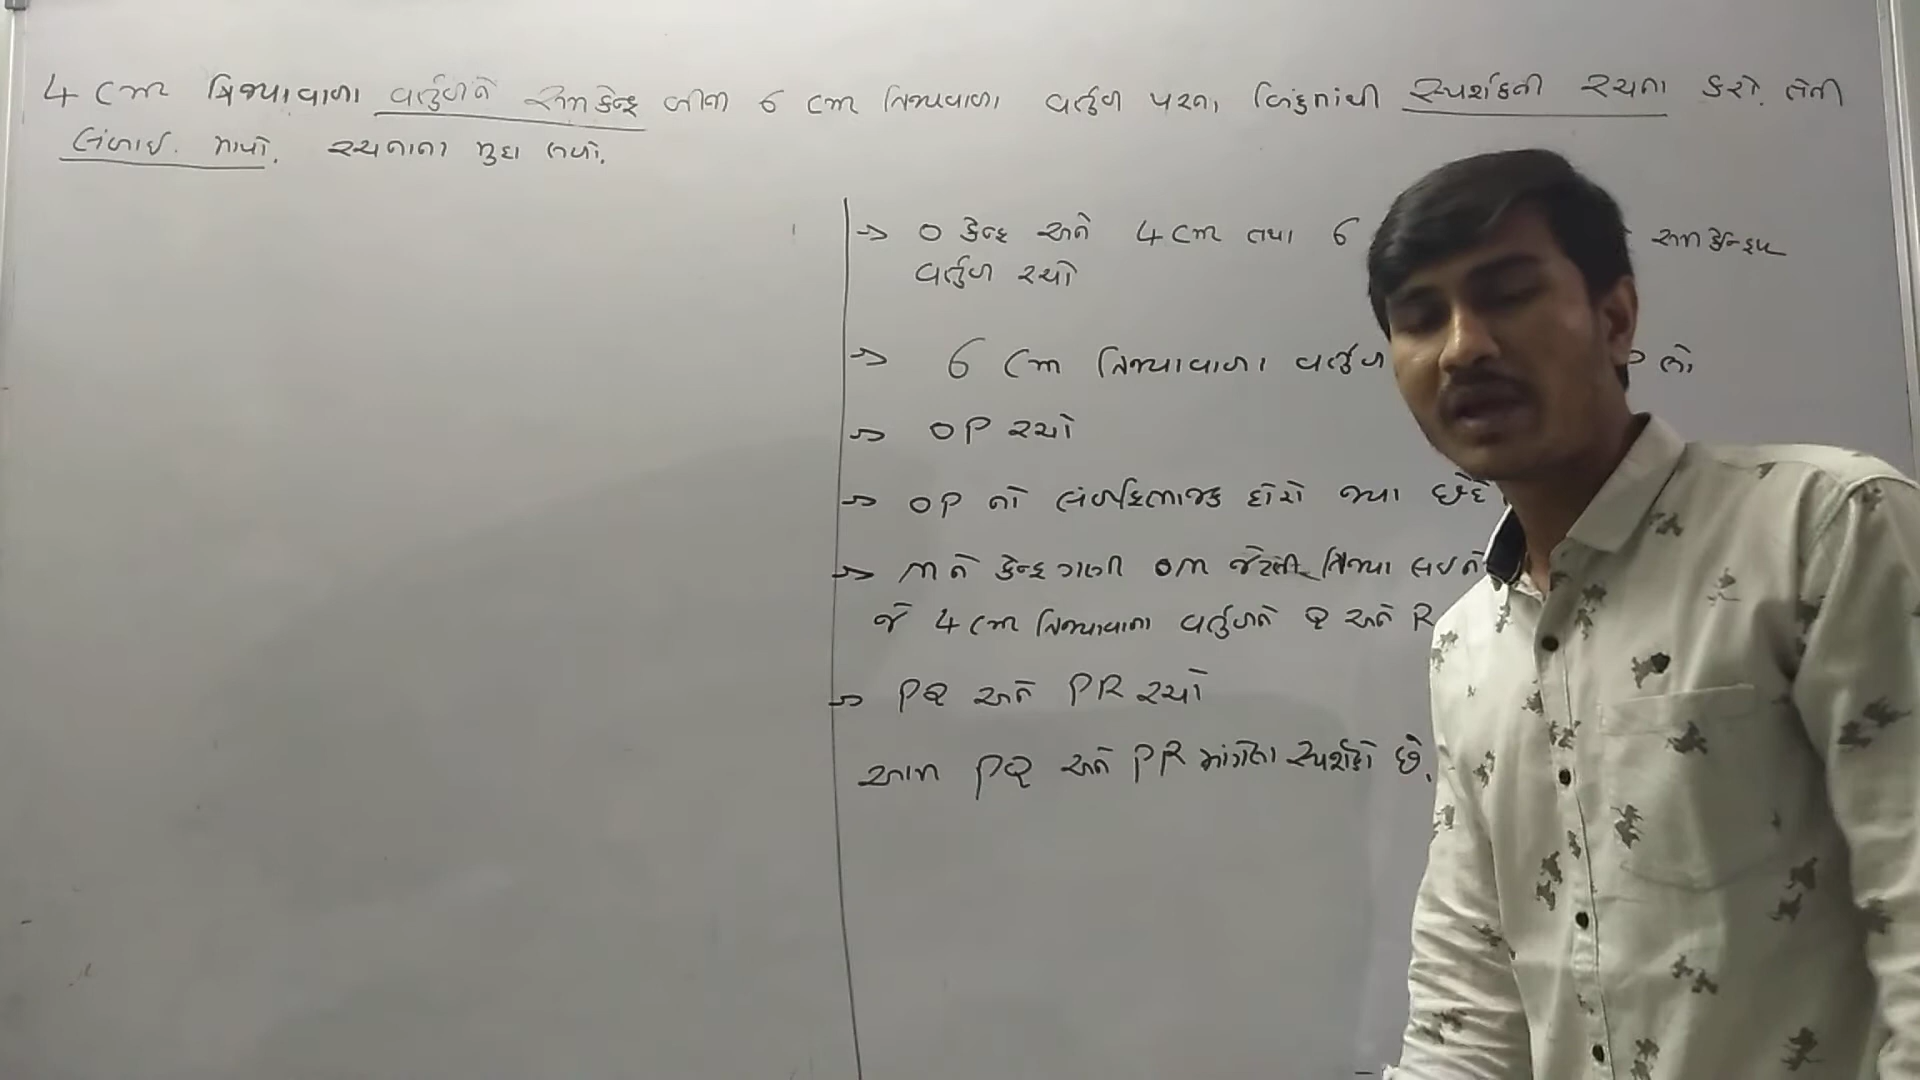 4 cm ત્રિજ્યાવાળા વર્તુળને સમકેન્દ્ર બીજા 6 cm ત્રિજ્યાવાળા વર્તુળ પરના બિંદુમાંથી સ્પર્શકની રચના કરો. તેની
લંબાઈ માપો. રચનાના મુદ્દા લખો.
→ O કેન્દ્ર અને 4 cm તથા 6 સમકેન્દ્રીય
વર્તુળ રચો
→ 6 cm ત્રિજ્યાવાળા વર્તુળ લો
→ OP રચો
→ OP નો લંબદ્વિભાજક દોરો જ્યા છેદે
→ M ને કેન્દ્ર ગણી OM જેટલી ત્રિજ્યા લઇને
જે 4 cm ત્રિજ્યાવાળા વર્તુળને Q અને R
→ PQ અને PR રચો
આમ PQ અને PR માંગેલા સ્પર્શકો છે.